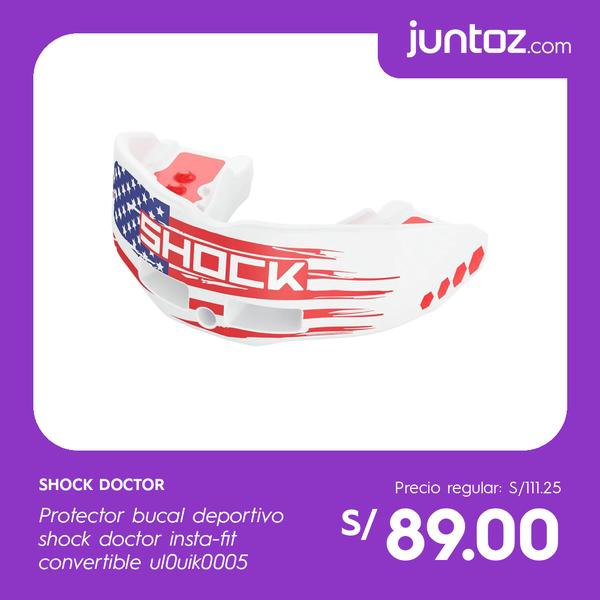 juntoz.com
SHOCK
SHOCK DOCTOR
Protector bucal deportivo
shock doctor insta-fit
convertible ul0uik0005
Precio regular: S/111.25
S/ 89.00